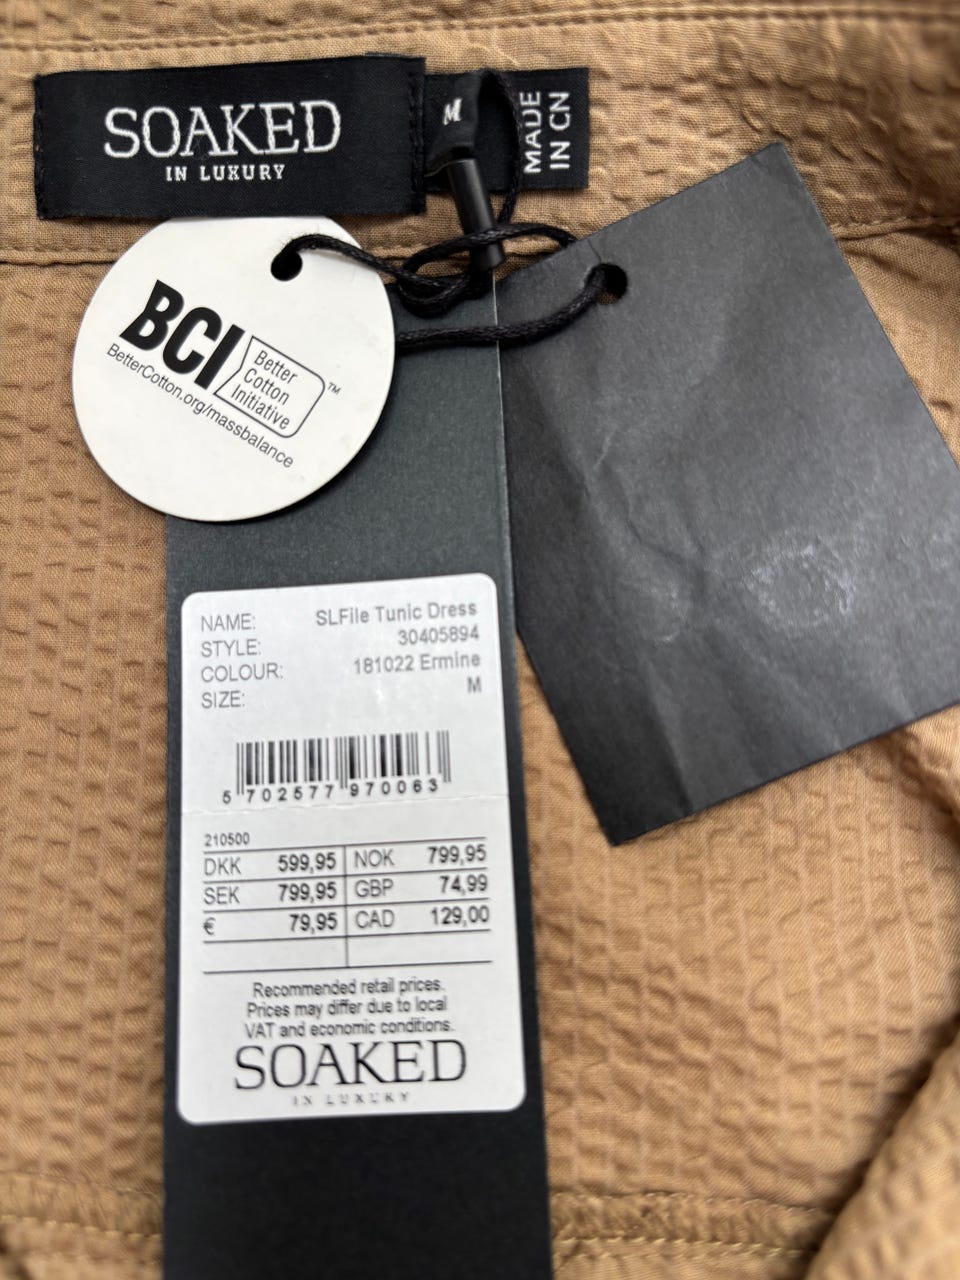 SOAKED
IN LUXURY
M
MADE
IN CN
BCI
Better
Cotton
Initiative
TM
BetterCotton.org/massbalance
NAME: SLFile Tunic Dress
STYLE: 30405894
COLOUR: 181022 Ermine
SIZE: M
5 702577 970063
210500
DKK 599,95 NOK 799,95
SEK 799,95 GBP 74,99
€ 79,95 CAD 129,00
Recommended retail prices.
Prices may differ due to local
VAT and economic conditions.
SOAKED
IN LUXURY